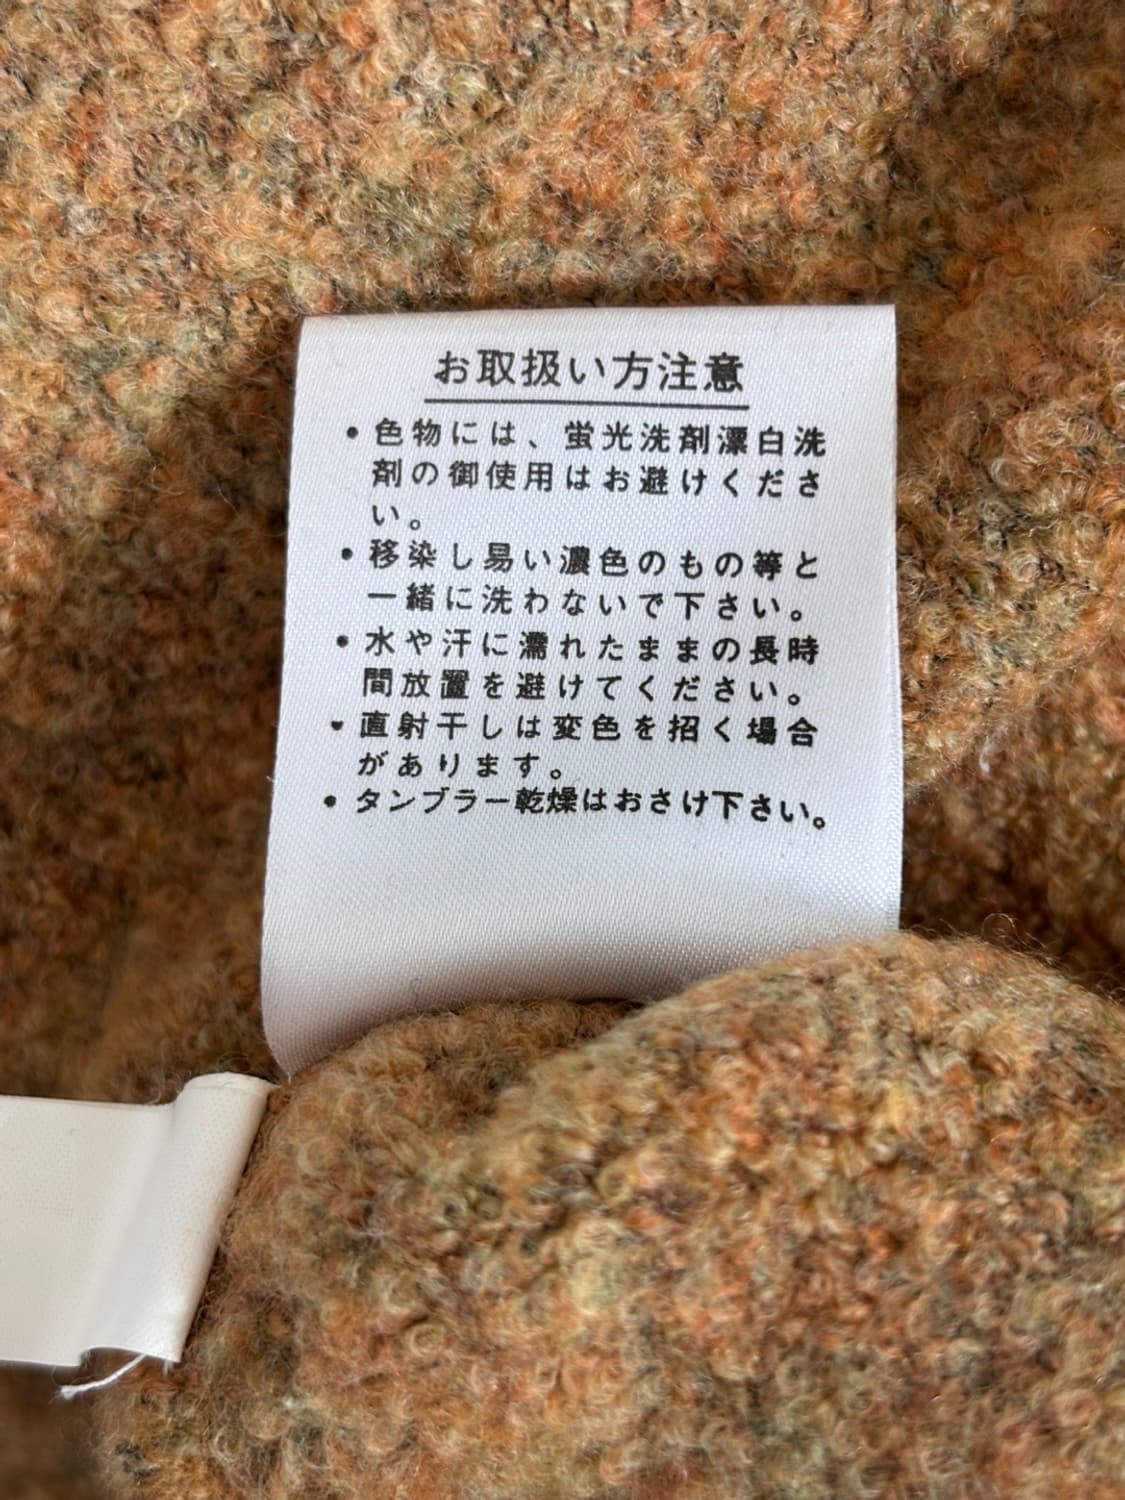 お取扱い方注意
・色物には、蛍光洗剤漂白洗
剤の御使用はお避けくださ
い。
・移染し易い濃色のもの等と
一緒に洗わないで下さい。
・水や汗に濡れたままの長時
間放置を避けてください。
・直射干しは変色を招く場合
があります。
・タンブラー乾燥はおさけ下さい。